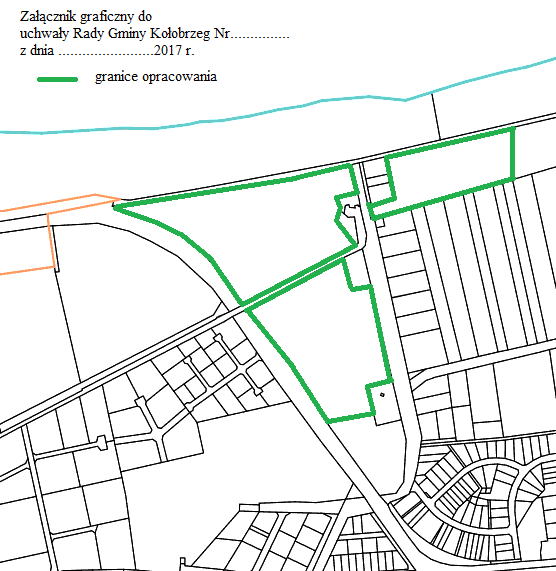 Załącznik graficzny do
uchwały Rady Gminy Kołobrzeg Nr...............
z dnia ........................2017 r.
granice opracowania